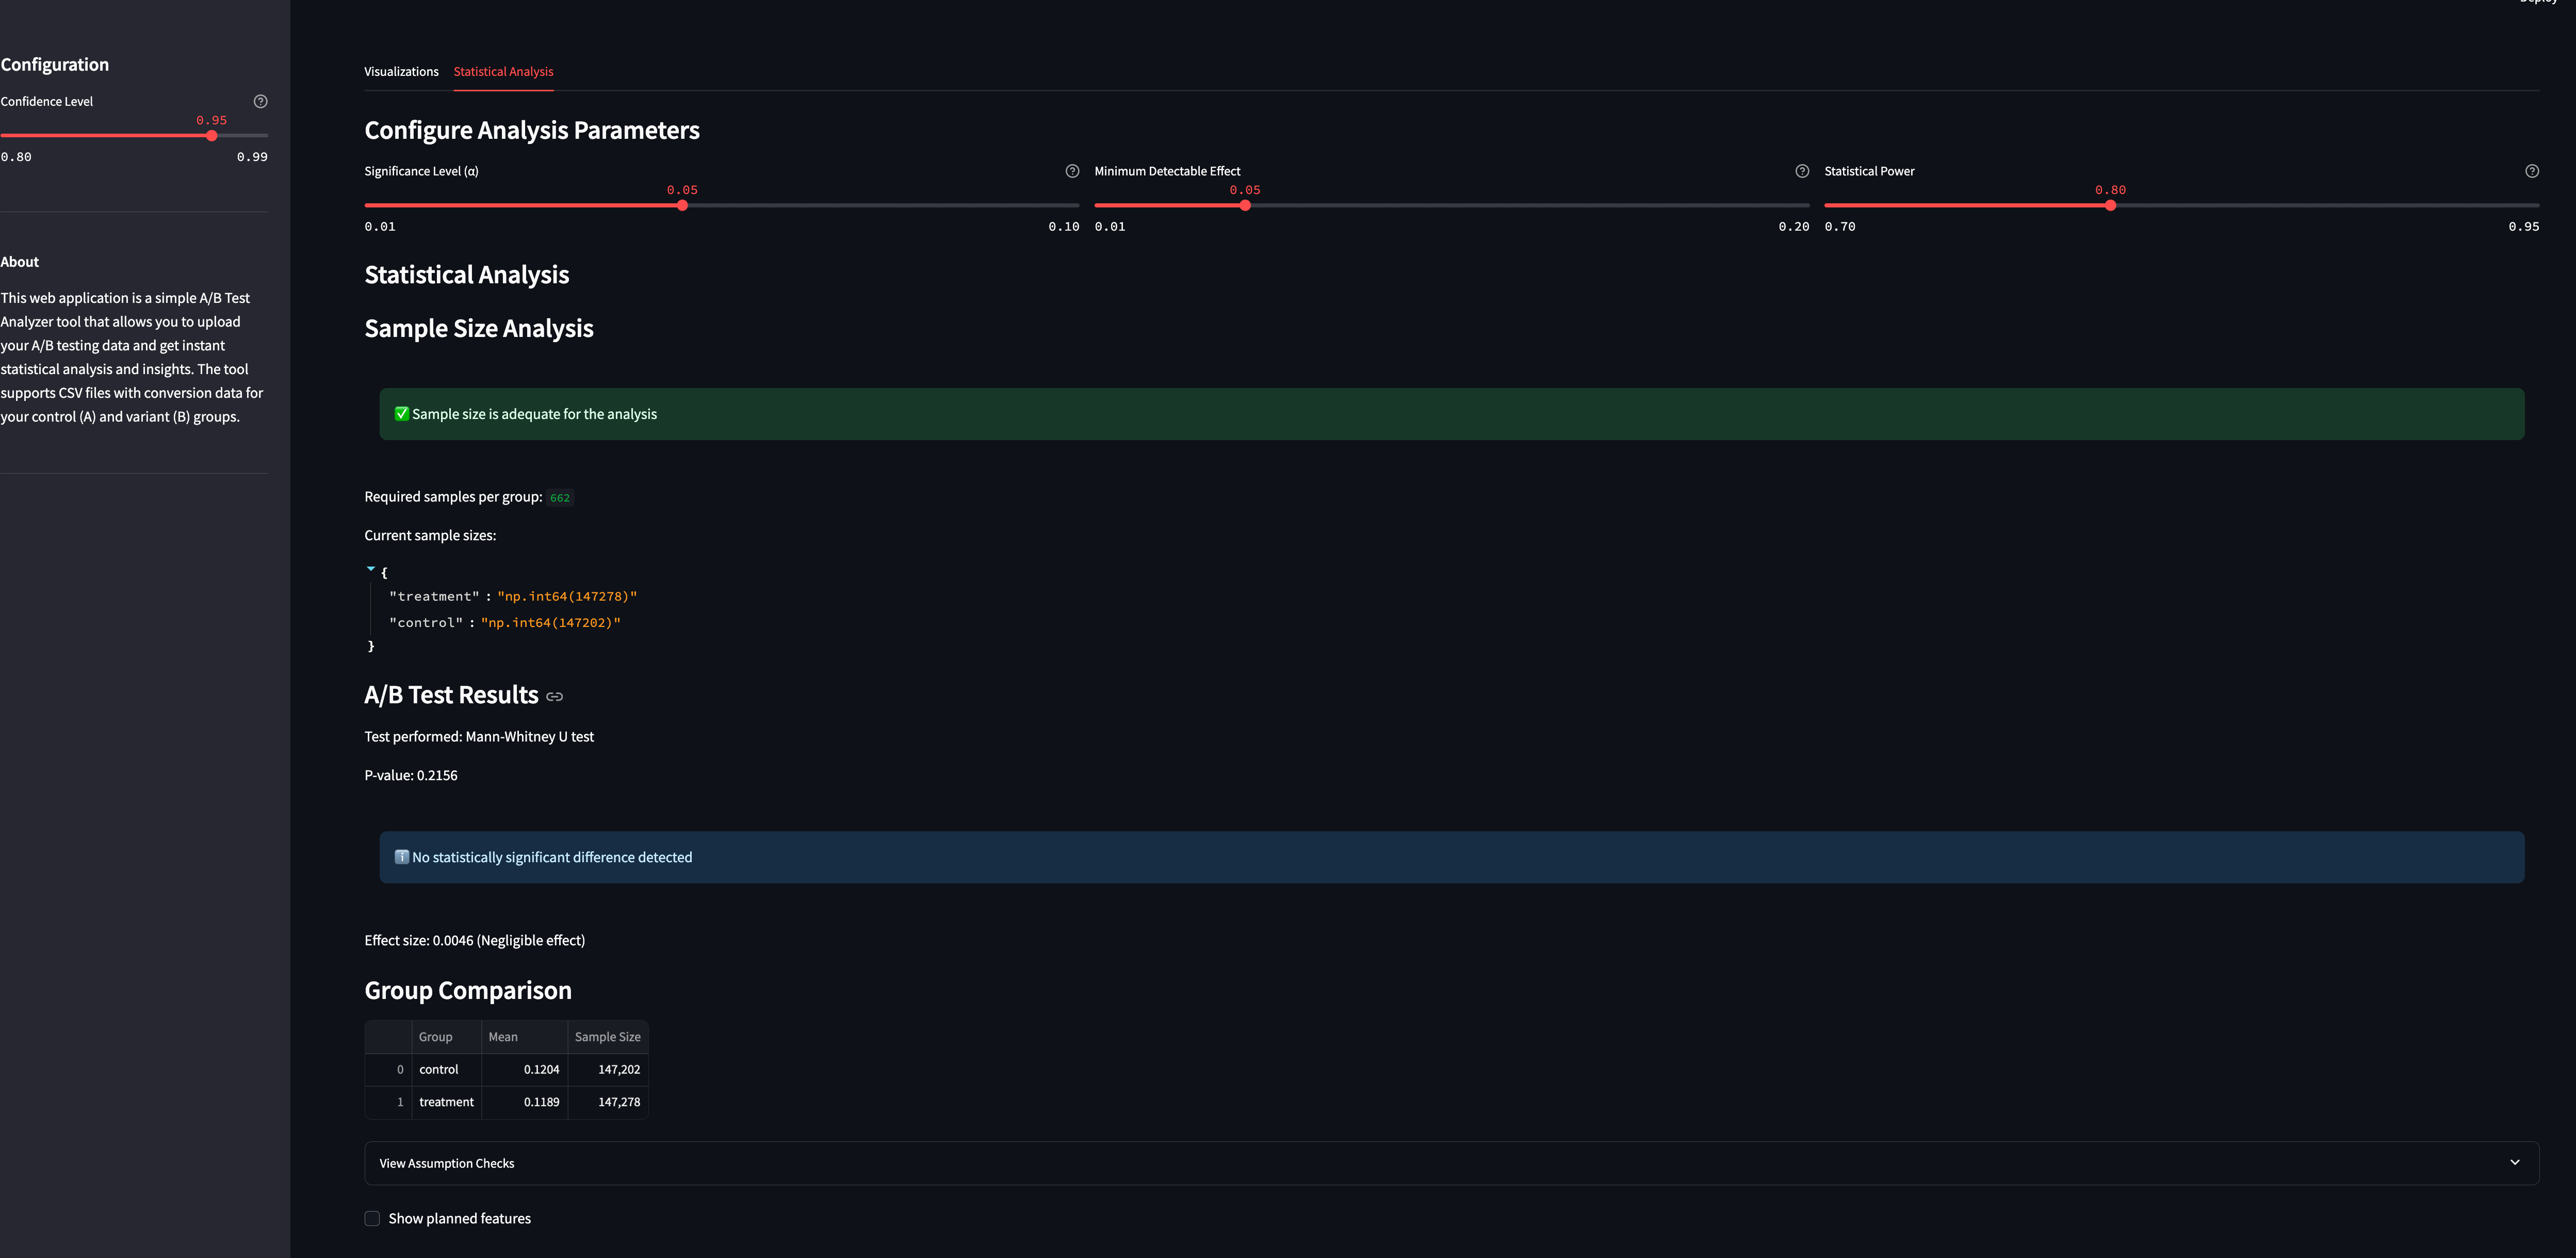 Deploy
Configuration
Confidence Level
0.95
0.80 0.99
About
This web application is a simple A/B Test
Analyzer tool that allows you to upload
your A/B testing data and get instant
statistical analysis and insights. The tool
supports CSV files with conversion data for
your control (A) and variant (B) groups.
Visualizations Statistical Analysis
Configure Analysis Parameters
Significance Level (α) Minimum Detectable Effect Statistical Power
0.05 0.05 0.80
0.01 0.10 0.01 0.20 0.70 0.95
Statistical Analysis
Sample Size Analysis
✅ Sample size is adequate for the analysis
Required samples per group: 662
Current sample sizes:
{
"treatment" : "np.int64(147278)"
"control" : "np.int64(147202)"
}
A/B Test Results
Test performed: Mann-Whitney U test
P-value: 0.2156
ℹ️ No statistically significant difference detected
Effect size: 0.0046 (Negligible effect)
Group Comparison
Group Mean Sample Size
0 control 0.1204 147,202
1 treatment 0.1189 147,278
View Assumption Checks
Show planned features